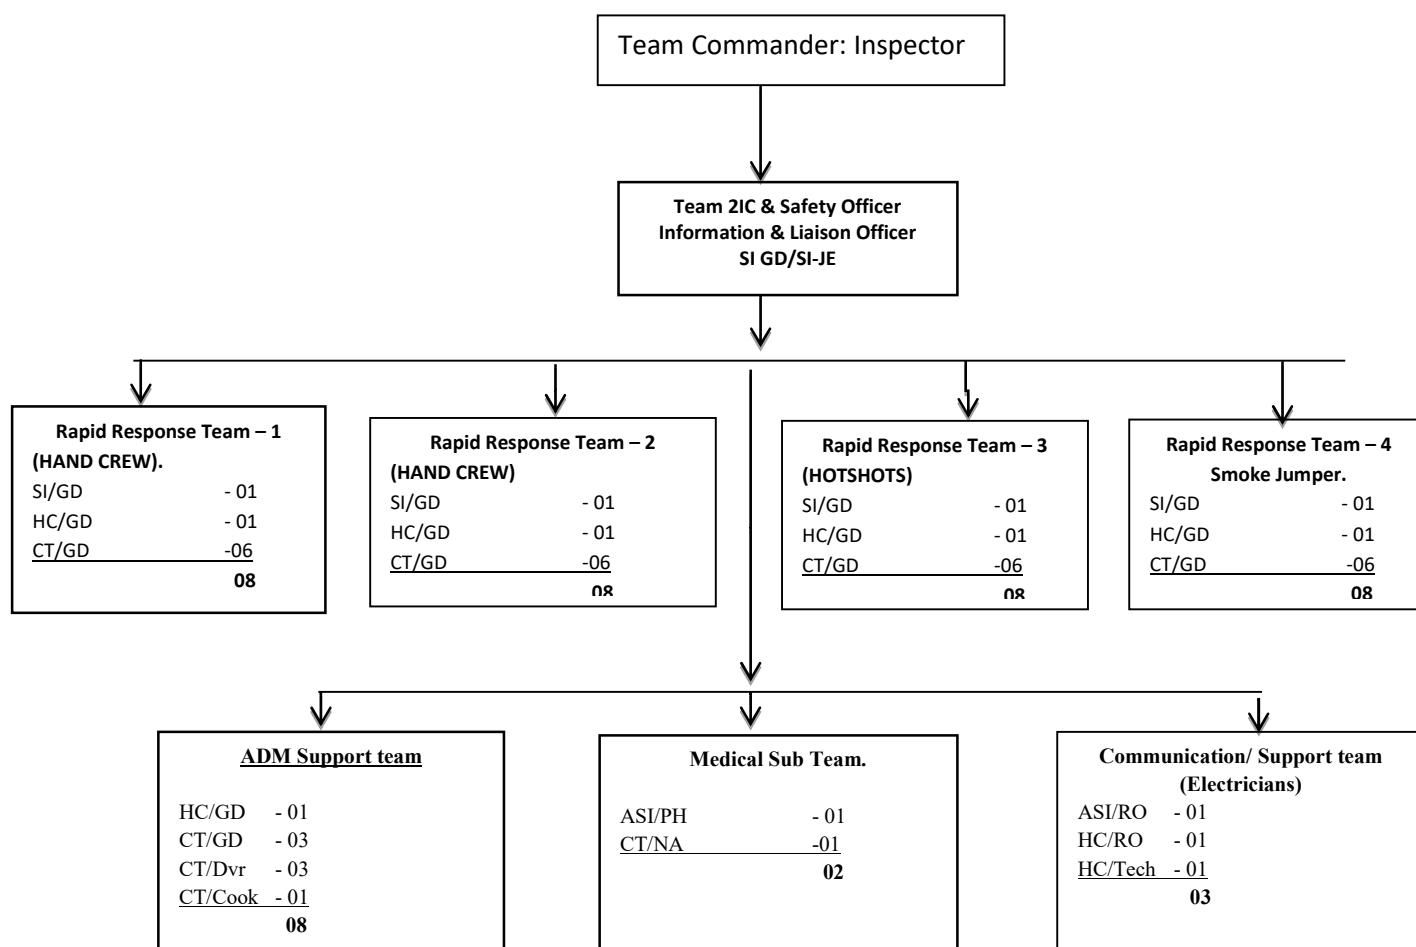 Team Commander: Inspector
Team 2IC & Safety Officer
Information & Liaison Officer
SI GD/SI-JE
Rapid Response Team – 1
(HAND CREW).
SI/GD - 01
HC/GD - 01
CT/GD -06
08
Rapid Response Team – 2
(HAND CREW)
SI/GD - 01
HC/GD - 01
CT/GD -06
08
Rapid Response Team – 3
(HOTSHOTS)
SI/GD - 01
HC/GD - 01
CT/GD -06
08
Rapid Response Team – 4
Smoke Jumper.
SI/GD - 01
HC/GD - 01
CT/GD -06
08
ADM Support team
HC/GD - 01
CT/GD - 03
CT/Dvr - 03
CT/Cook - 01
08
Medical Sub Team.
ASI/PH - 01
CT/NA -01
02
Communication/ Support team
(Electricians)
ASI/RO - 01
HC/RO - 01
HC/Tech - 01
03